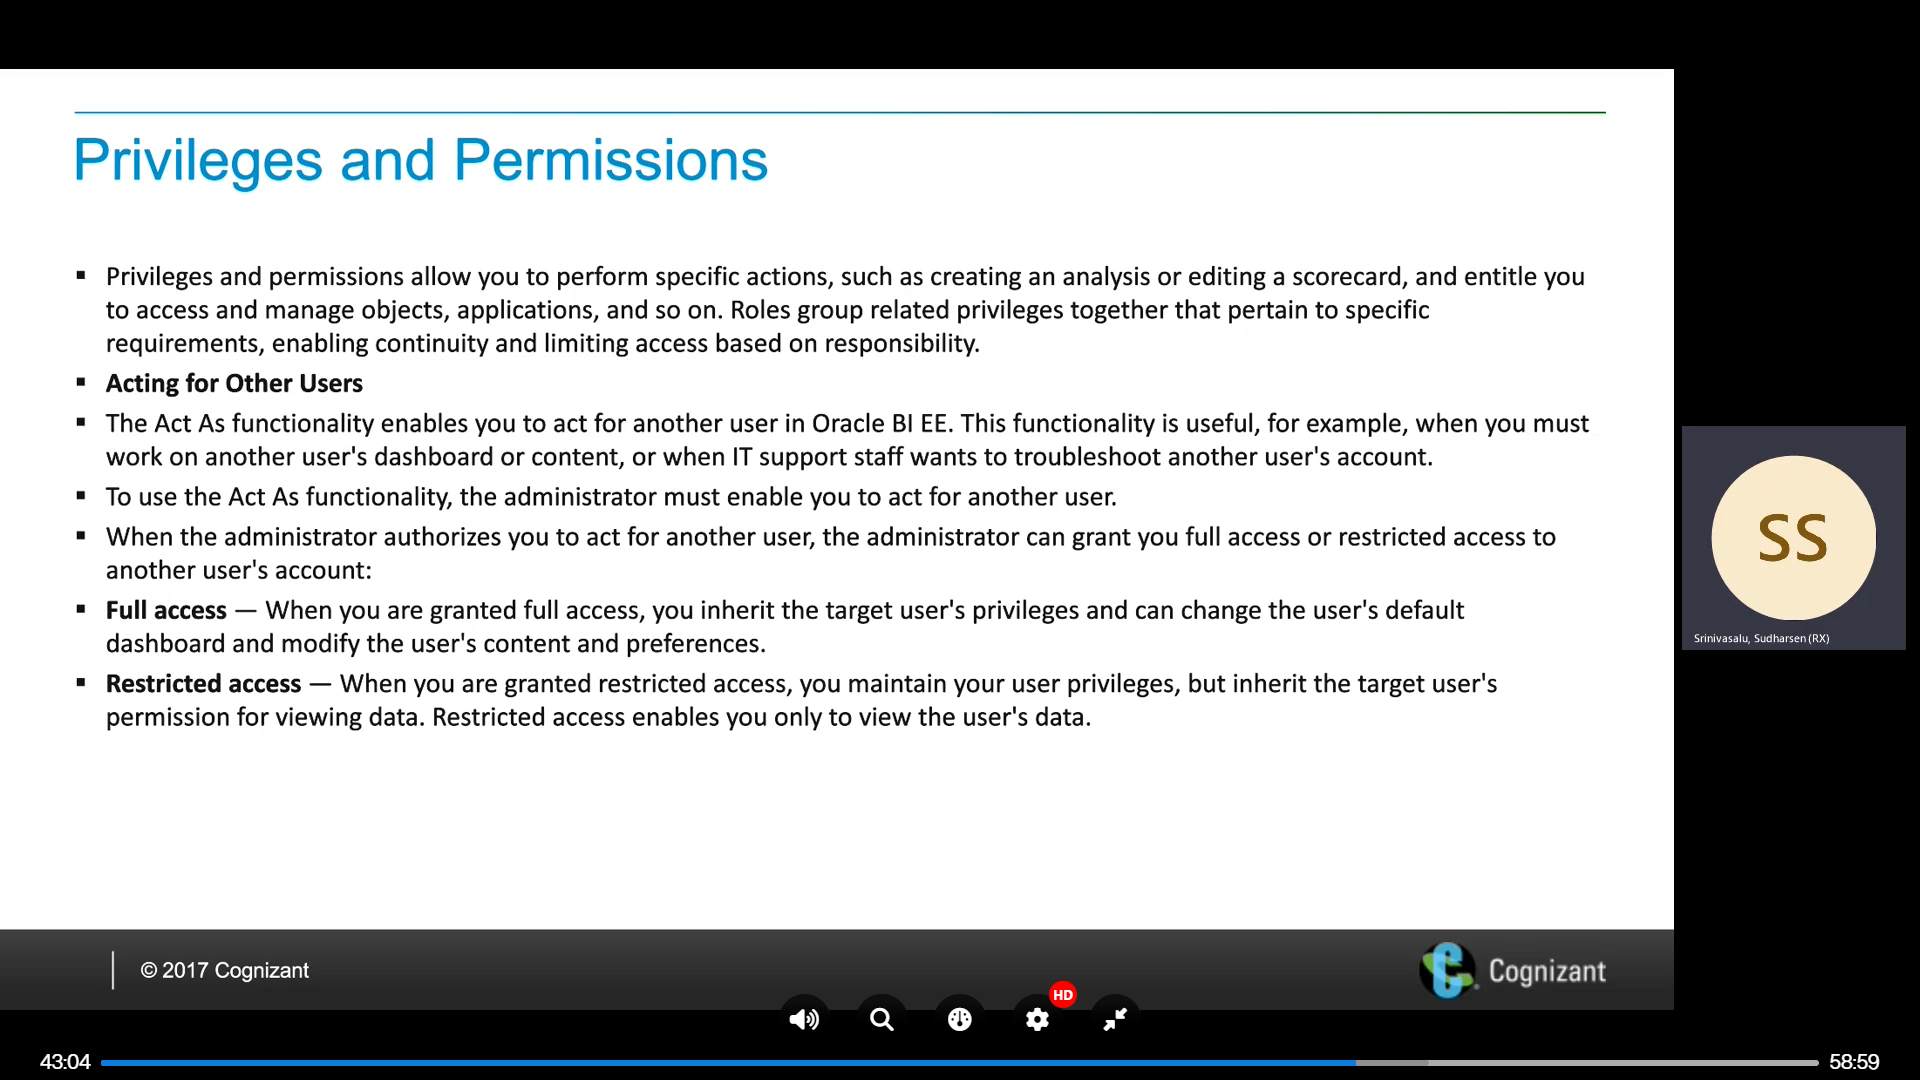 Privileges and Permissions
▪ Privileges and permissions allow you to perform specific actions, such as creating an analysis or editing a scorecard, and entitle you
to access and manage objects, applications, and so on. Roles group related privileges together that pertain to specific
requirements, enabling continuity and limiting access based on responsibility.
▪ Acting for Other Users
▪ The Act As functionality enables you to act for another user in Oracle BI EE. This functionality is useful, for example, when you must
work on another user's dashboard or content, or when IT support staff wants to troubleshoot another user's account.
▪ To use the Act As functionality, the administrator must enable you to act for another user.
▪ When the administrator authorizes you to act for another user, the administrator can grant you full access or restricted access to
another user's account:
▪ Full access — When you are granted full access, you inherit the target user's privileges and can change the user's default
dashboard and modify the user's content and preferences.
▪ Restricted access — When you are granted restricted access, you maintain your user privileges, but inherit the target user's
permission for viewing data. Restricted access enables you only to view the user's data.
SS
Srinivasalu, Sudharsen (RX)
© 2017 Cognizant
Cognizant
HD
43:04
58:59